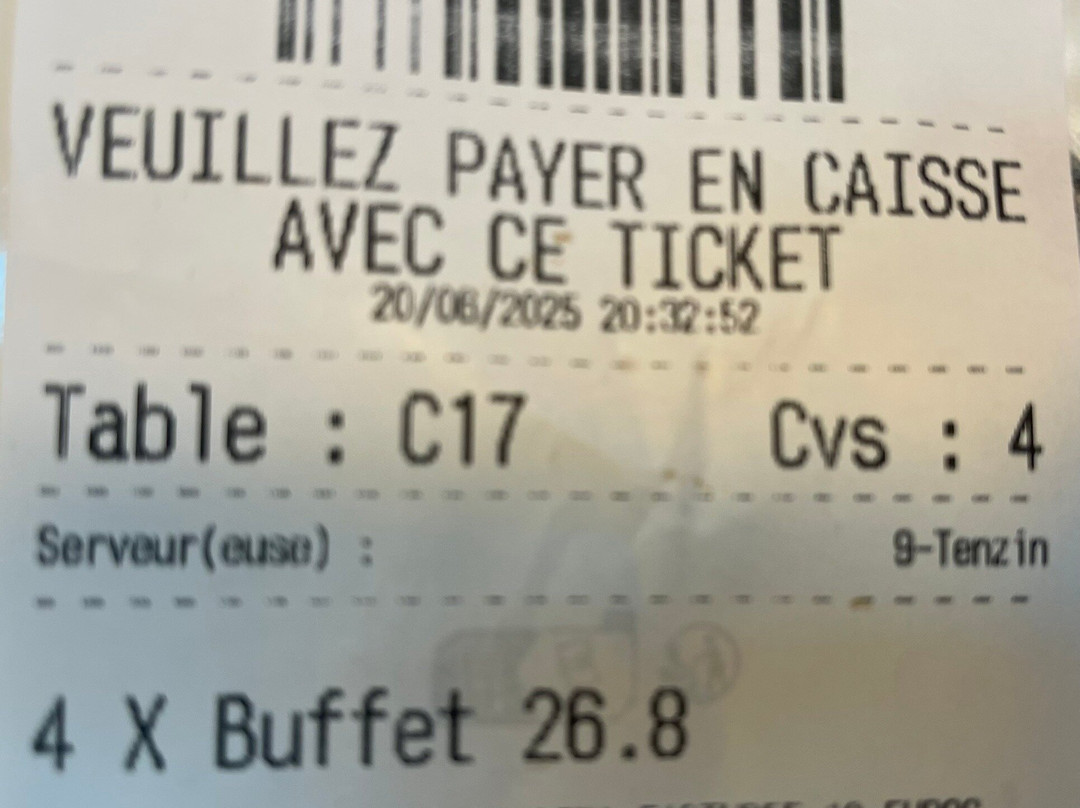 VEUILLEZ PAYER EN CAISSE
AVEC CE TICKET
20/06/2025 20:32:52
Table : C17 Cvs : 4
Serveur(euse) : 9-Tenzin
4 X Buffet 26.8